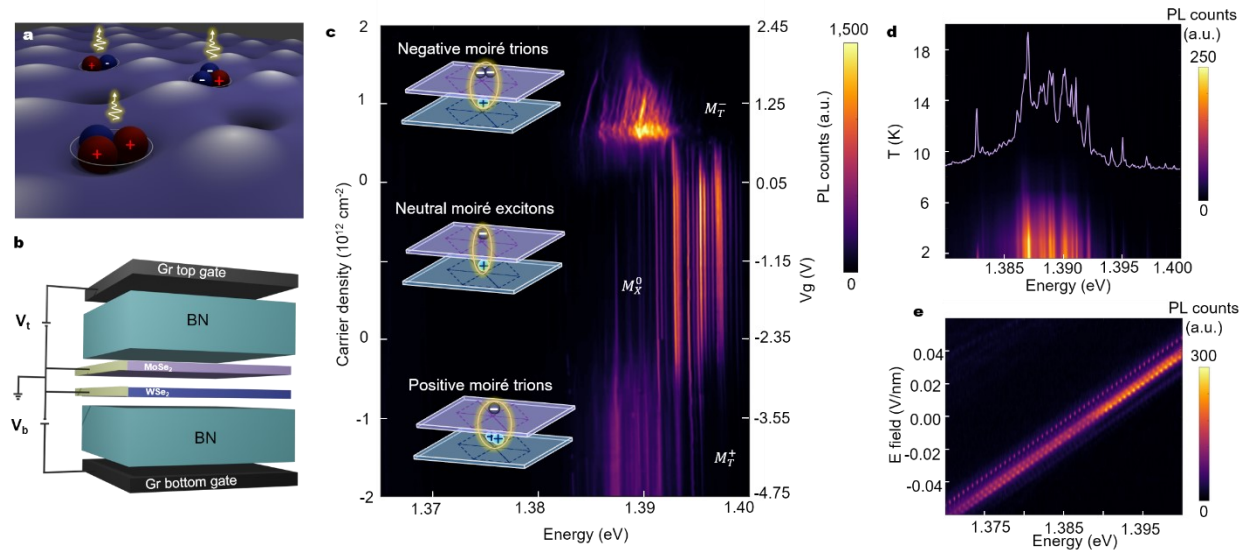 a
+
-
-
-
+
+
+
b
Gr top gate
BN
V_t
MoSe₂
WSe₂
V_b
BN
Gr bottom gate
c
Carrier density (10¹² cm⁻²)
2
1
0
0
-1
-2
Negative moiré trions
Neutral moiré excitons
Positive moiré trions
M_T^-
M_X^0
M_T^+
1.37
1.38
1.39
1.40
Energy (eV)
2.45
1.25
0.05
-1.15
-2.35
-3.55
-4.75
Vg (V)
1,500
PL counts (a.u.)
0
d
T (K)
18
14
10
6
2
1.385
1.390
1.395
1.400
Energy (eV)
PL counts
(a.u.)
250
0
e
E field (V/nm)
0.04
0.02
0.00
-0.02
-0.04
1.375
1.385
1.395
Energy (eV)
PL counts
(a.u.)
300
0